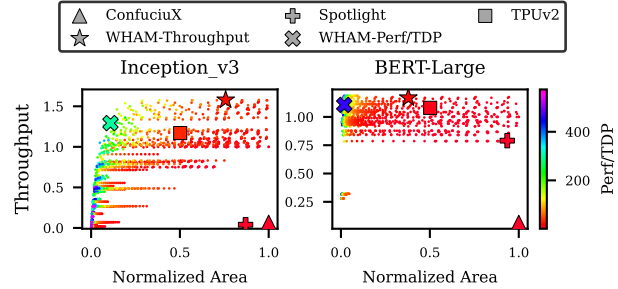 ConfuciuX Spotlight TPUv2
WHAM-Throughput WHAM-Perf/TDP
Inception_v3 BERT-Large
Throughput
1.5
1.0
0.5
0.0
0.0 0.5 1.0
Normalized Area
1.00
0.75
0.50
0.25
0.0 0.5 1.0
Normalized Area
400
200
Perf/TDP